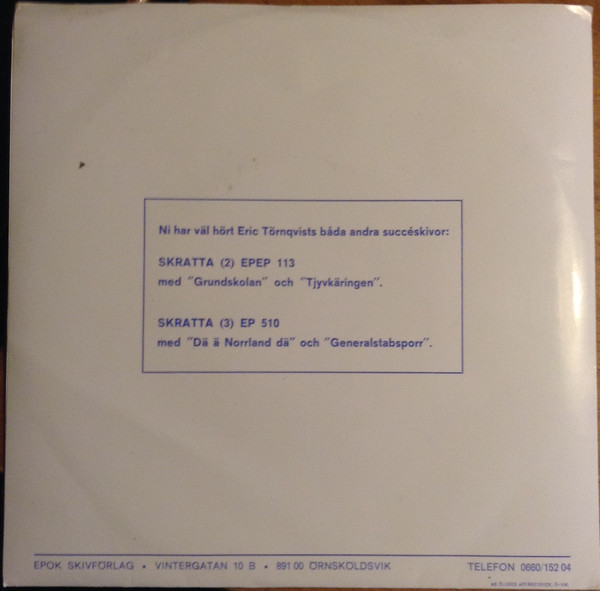 Ni har väl hört Eric Törnqvists båda andra succéskivor:
SKRATTA (2) EPEP 113
med "Grundskolan" och "Tjyvkäringen".
SKRATTA (3) EP 510
med "Dä ä Norrland dä" och "Generalstabsporr".
EPOK SKIVFÖRLAG • VINTERGATAN 10 B • 891 00 ÖRNSKÖLDSVIK TELEFON 0660/152 04